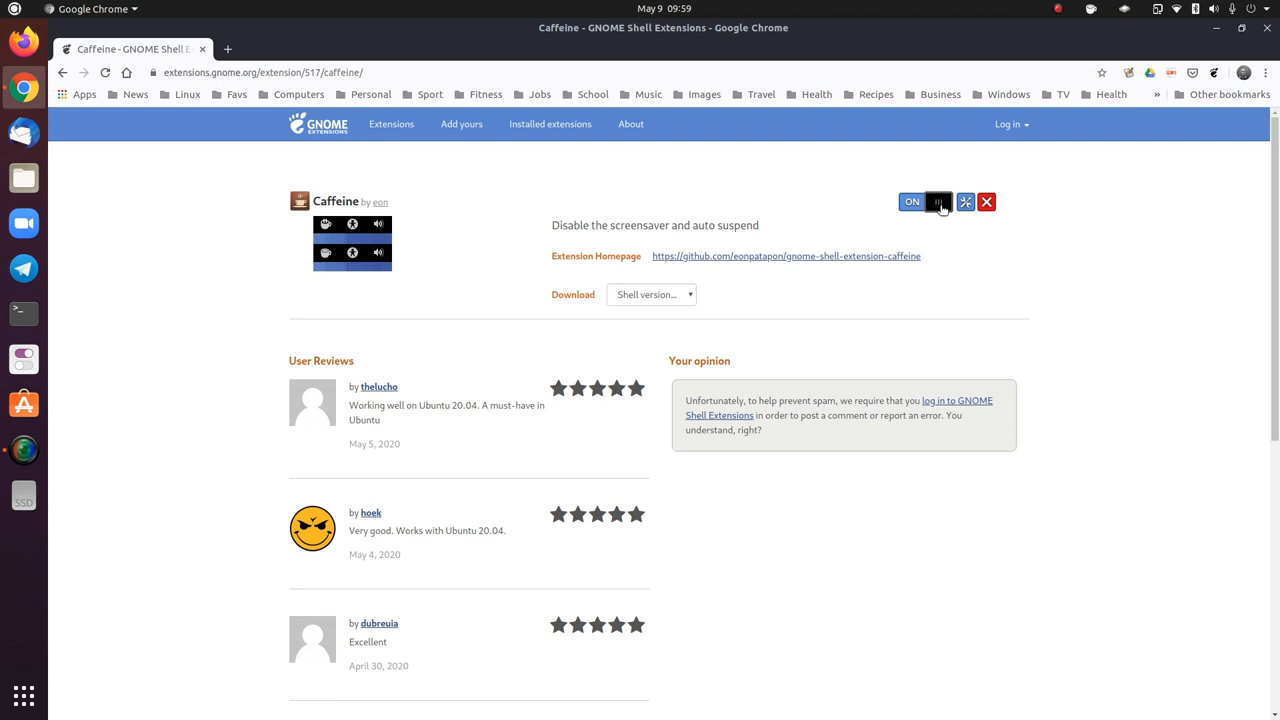 Google Chrome
May 9 09:59
Caffeine - GNOME Shell Extensions - Google Chrome
Caffeine - GNOME Shell E
extensions.gnome.org/extension/517/caffeine/
Apps News Linux Favs Computers Personal Sport Fitness Jobs School Music Images Travel Health Recipes Business Windows TV Health » Other bookmarks
GNOME EXTENSIONS Extensions Add yours Installed extensions About Log in
Caffeine by eon
ON
Disable the screensaver and auto suspend
Extension Homepage https://github.com/eonpatapon/gnome-shell-extension-caffeine
Download Shell version...
User Reviews
by thelucho
Working well on Ubuntu 20.04. A must-have in
Ubuntu
May 5, 2020
by hoek
Very good. Works with Ubuntu 20.04.
May 4, 2020
by dubreuia
Excellent
April 30, 2020
Your opinion
Unfortunately, to help prevent spam, we require that you log in to GNOME
Shell Extensions in order to post a comment or report an error. You
understand, right?
SSD